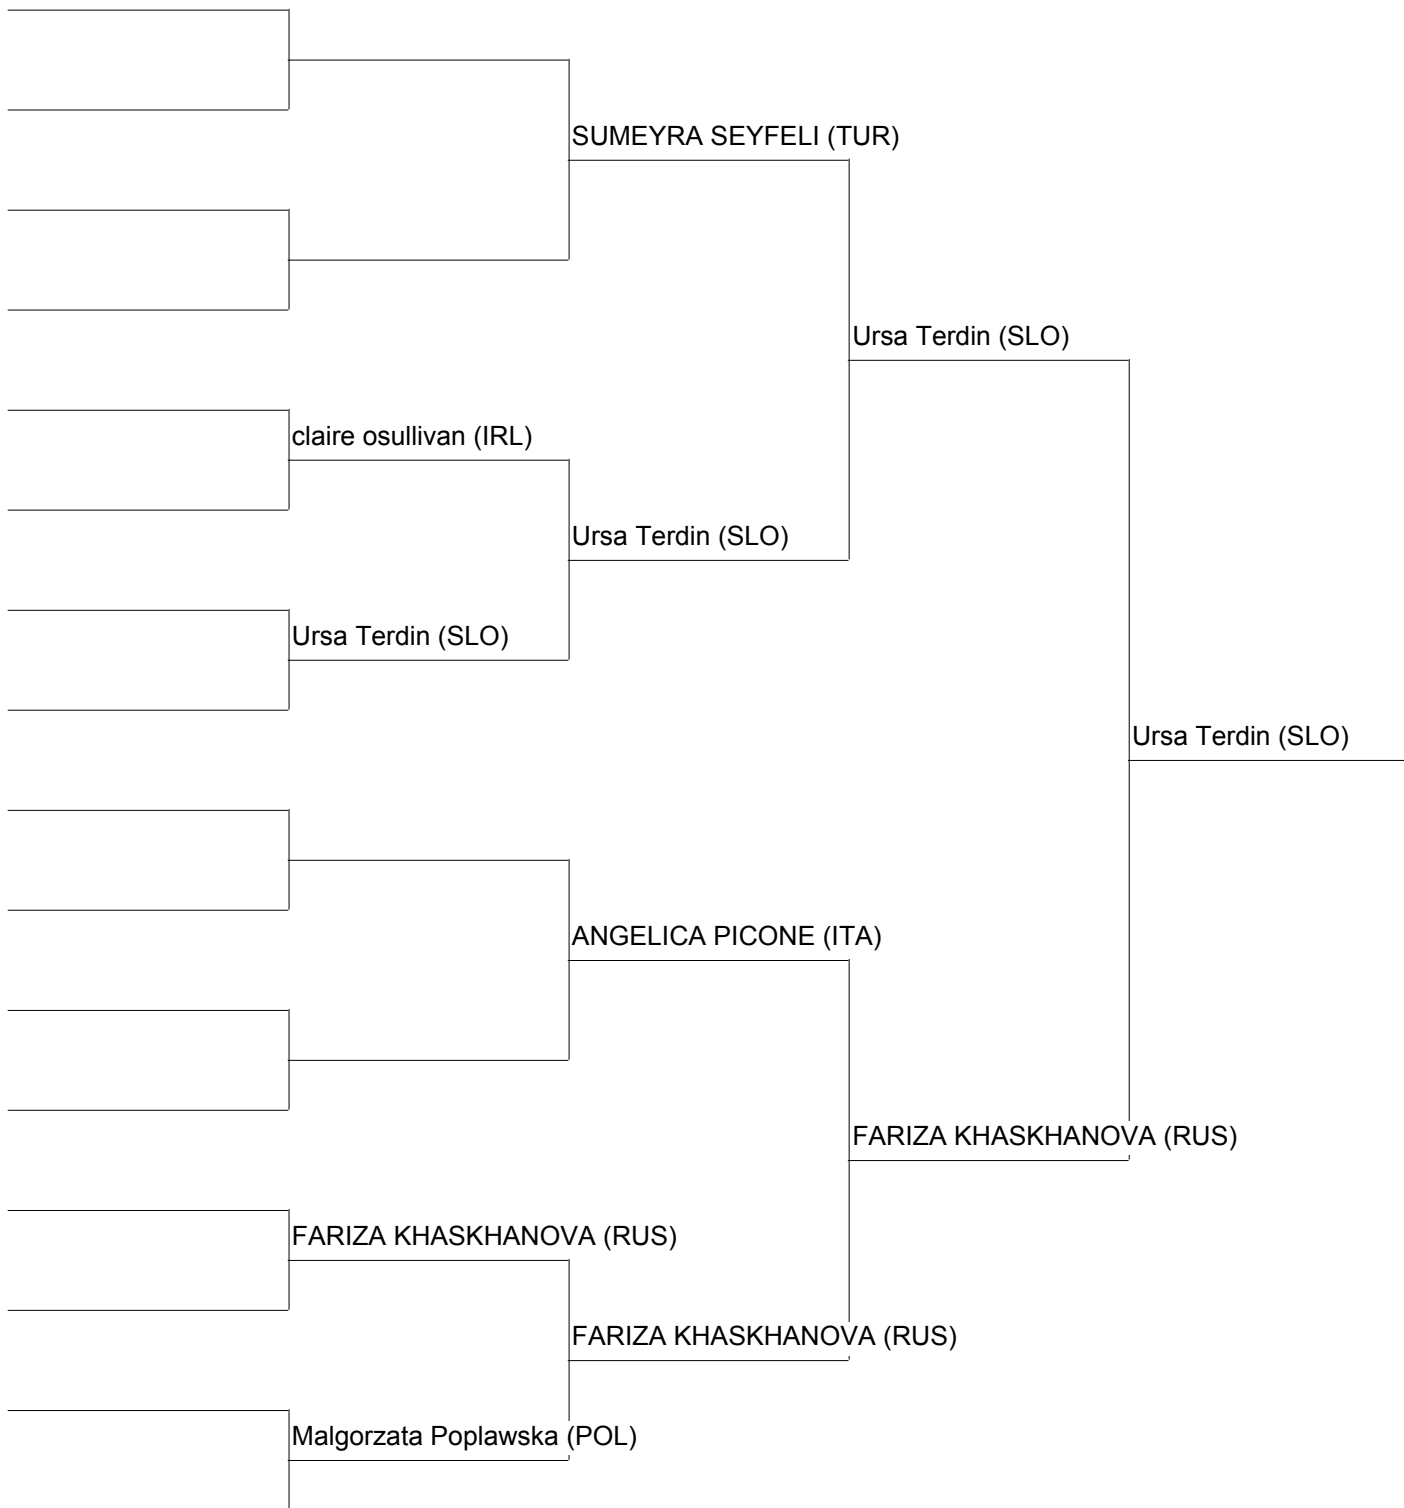 SUMEYRA SEYFELI (TUR)
Ursa Terdin (SLO)
claire osullivan (IRL)
Ursa Terdin (SLO)
Ursa Terdin (SLO)
Ursa Terdin (SLO)
ANGELICA PICONE (ITA)
FARIZA KHASKHANOVA (RUS)
FARIZA KHASKHANOVA (RUS)
FARIZA KHASKHANOVA (RUS)
Malgorzata Poplawska (POL)